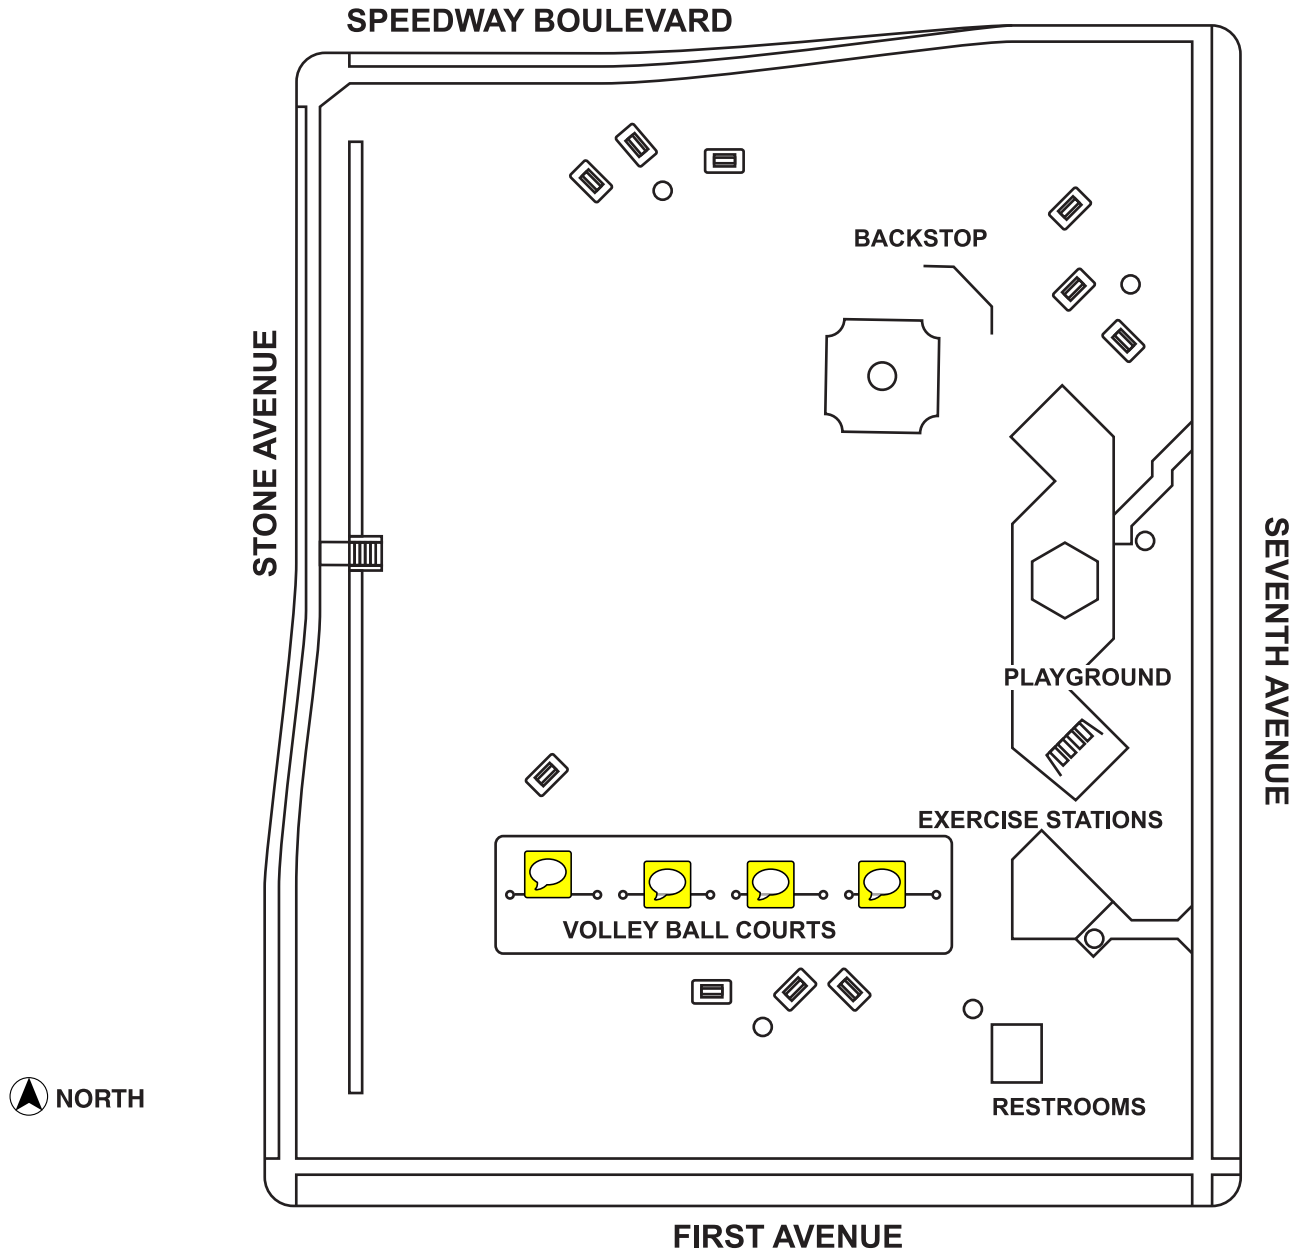 SPEEDWAY BOULEVARD
BACKSTOP
STONE AVENUE
SEVENTH AVENUE
PLAYGROUND
EXERCISE STATIONS
VOLLEY BALL COURTS
NORTH
RESTROOMS
FIRST AVENUE